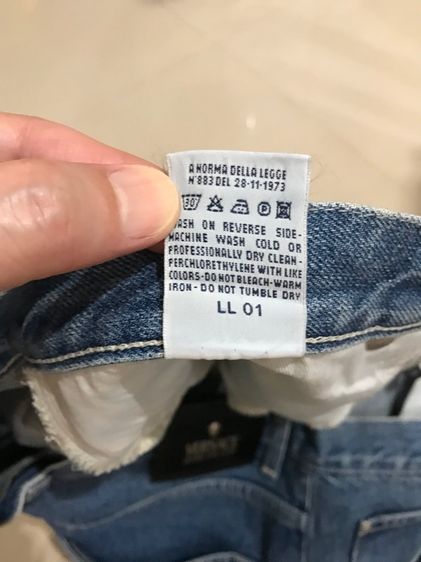 A NORMA DELLA LEGGE
N°883 DEL 28-11-1973
30°
P
WASH ON REVERSE SIDE-
MACHINE WASH COLD OR
PROFESSIONALLY DRY CLEAN-
PERCHLORETHYLENE WITH LIKE
COLORS-DO NOT BLEACH-WARM
IRON-DO NOT TUMBLE DRY
LL 01